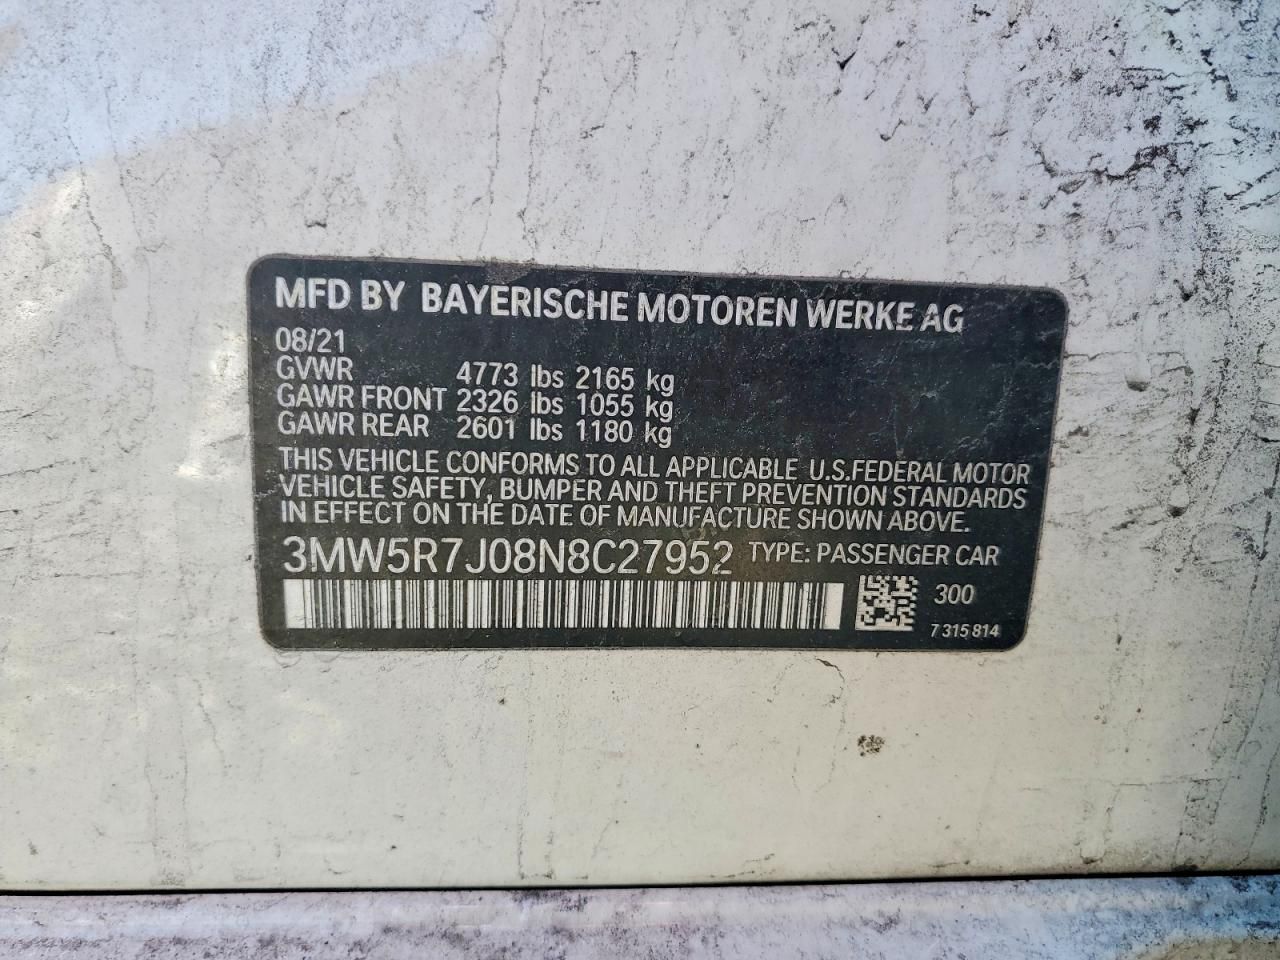 MFD BY BAYERISCHE MOTOREN WERKE AG
08/21
GVWR 4773 lbs 2165 kg
GAWR FRONT 2326 lbs 1055 kg
GAWR REAR 2601 lbs 1180 kg
THIS VEHICLE CONFORMS TO ALL APPLICABLE U.S.FEDERAL MOTOR
VEHICLE SAFETY, BUMPER AND THEFT PREVENTION STANDARDS
IN EFFECT ON THE DATE OF MANUFACTURE SHOWN ABOVE.
3MW5R7J08N8C27952 TYPE: PASSENGER CAR
300
7 315 814